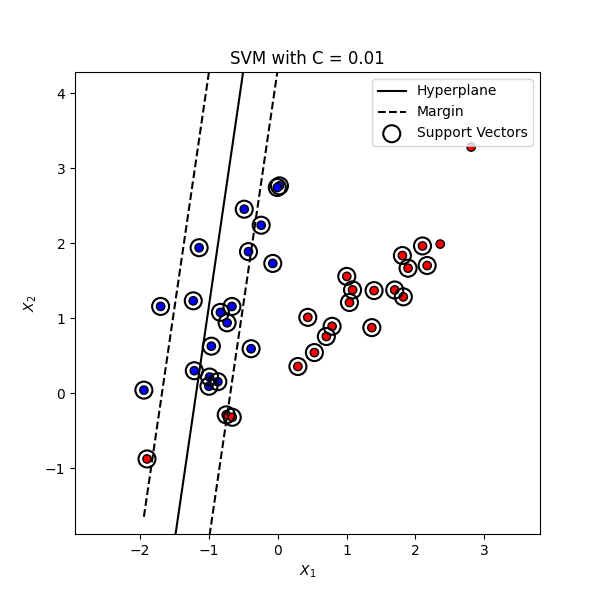 SVM with C = 0.01
Hyperplane
Margin
Support Vectors
4
3
2
1
0
−1
X₂
−2 −1 0 1 2 3
X₁